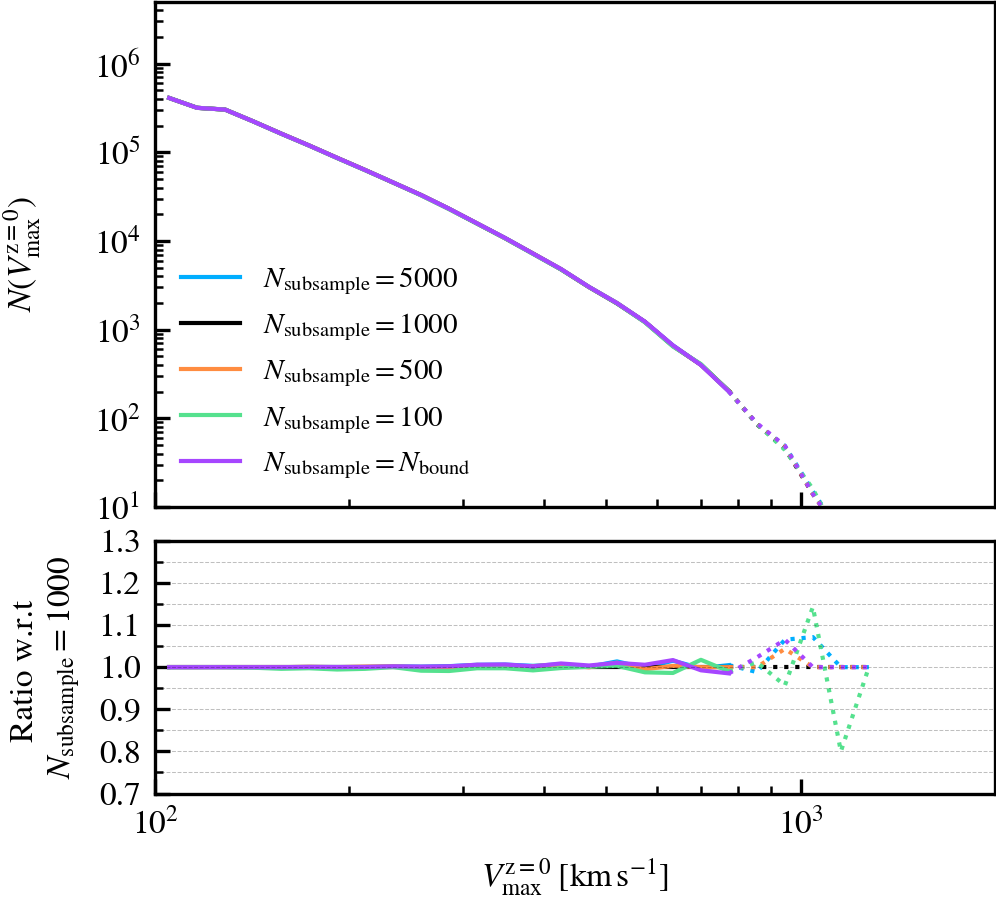 10^6
10^5
10^4
10^3
10^2
10^1
N(V_max^{z=0})
N_subsample = 5000
N_subsample = 1000
N_subsample = 500
N_subsample = 100
N_subsample = N_bound
1.3
1.2
1.1
1.0
0.9
0.8
0.7
Ratio w.r.t
N_subsample = 1000
10^2
10^3
V_max^{z=0} [km s^{-1}]